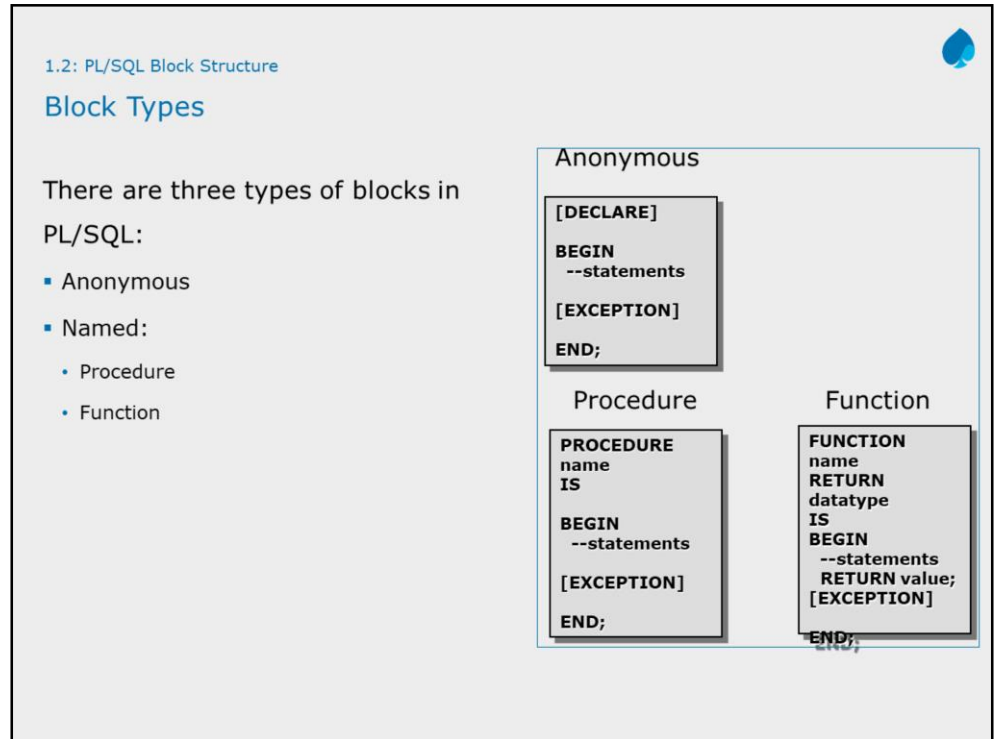 1.2: PL/SQL Block Structure
Block Types
There are three types of blocks in
PL/SQL:
▪ Anonymous
▪ Named:
• Procedure
• Function
Anonymous
[DECLARE]
BEGIN
--statements
[EXCEPTION]
END;
Procedure
PROCEDURE
name
IS
BEGIN
--statements
[EXCEPTION]
END;
Function
FUNCTION
name
RETURN
datatype
IS
BEGIN
--statements
RETURN value;
[EXCEPTION]
END;